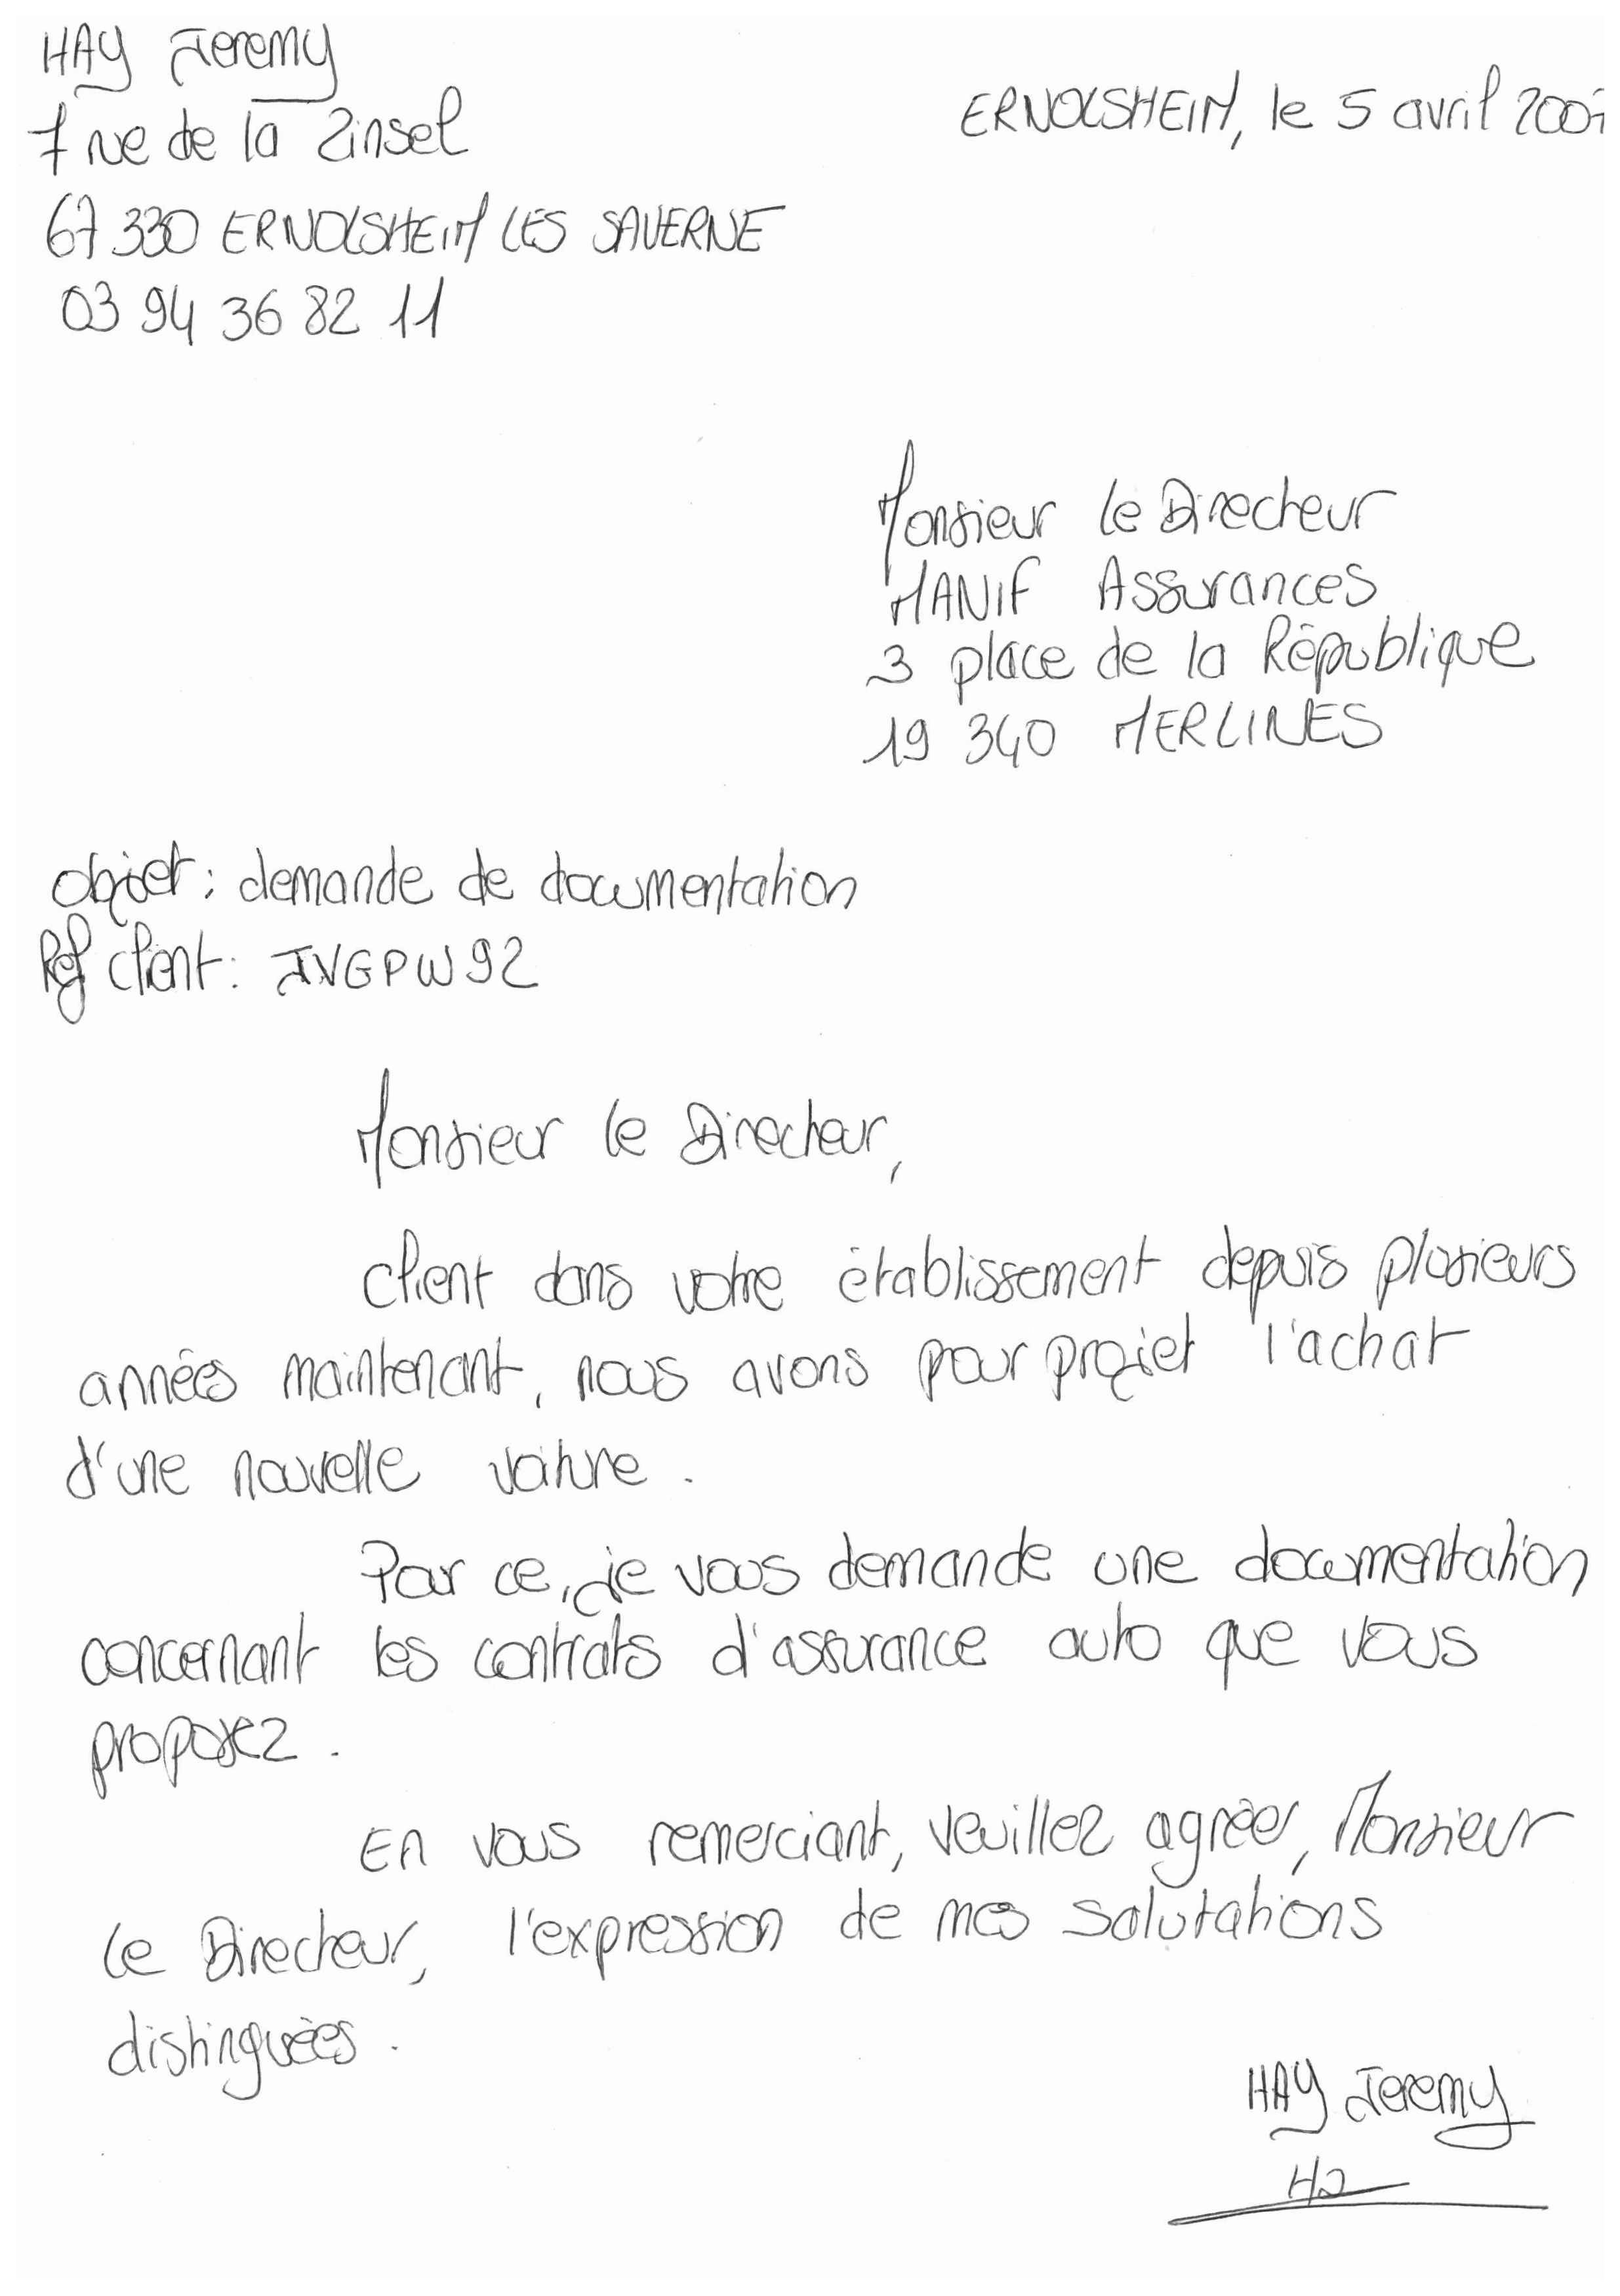 HAY Jeremy
7 rue de la Zinsel
67 330 ERNOLSHEIM LES SAVERNE
03 94 36 82 11
ERNOLSHEIM, le 5 avril
Monsieur le Directeur
MANIF Assurances
3 place de la République
19 340 MERLINES
Objet : demande de documentation
Ref client : JVGPW92
Monsieur le Directeur,
Client dans votre établissement depuis plusieurs
années maintenant, nous avons pour projet l'achat
d'une nouvelle voiture.
Pour ce, je vous demande une documentation
concernant les contrats d'assurance auto que vous
proposez.
En vous remerciant, veuillez agréer, Monsieur
le Directeur, l'expression de mes salutations
distinguées.
HAY Jeremy